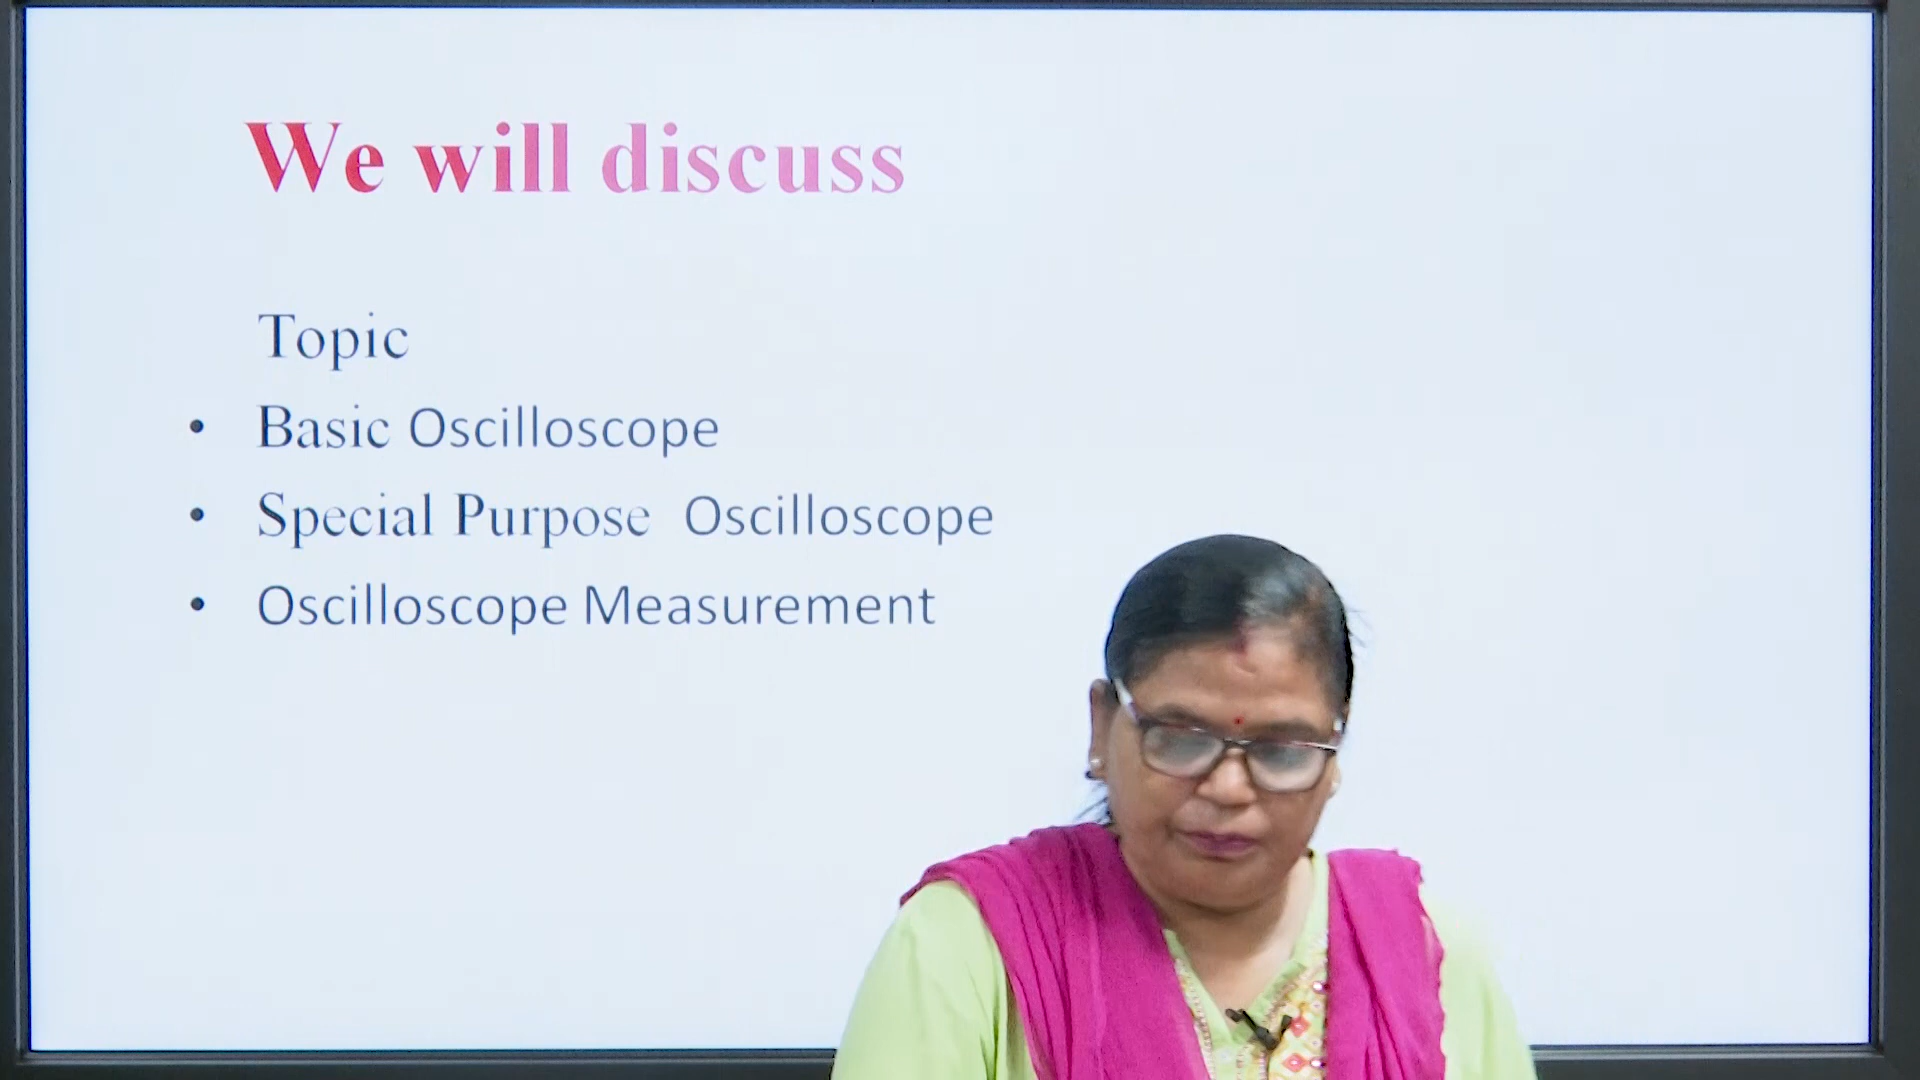 We will discuss
Topic
• Basic Oscilloscope
• Special Purpose Oscilloscope
• Oscilloscope Measurement